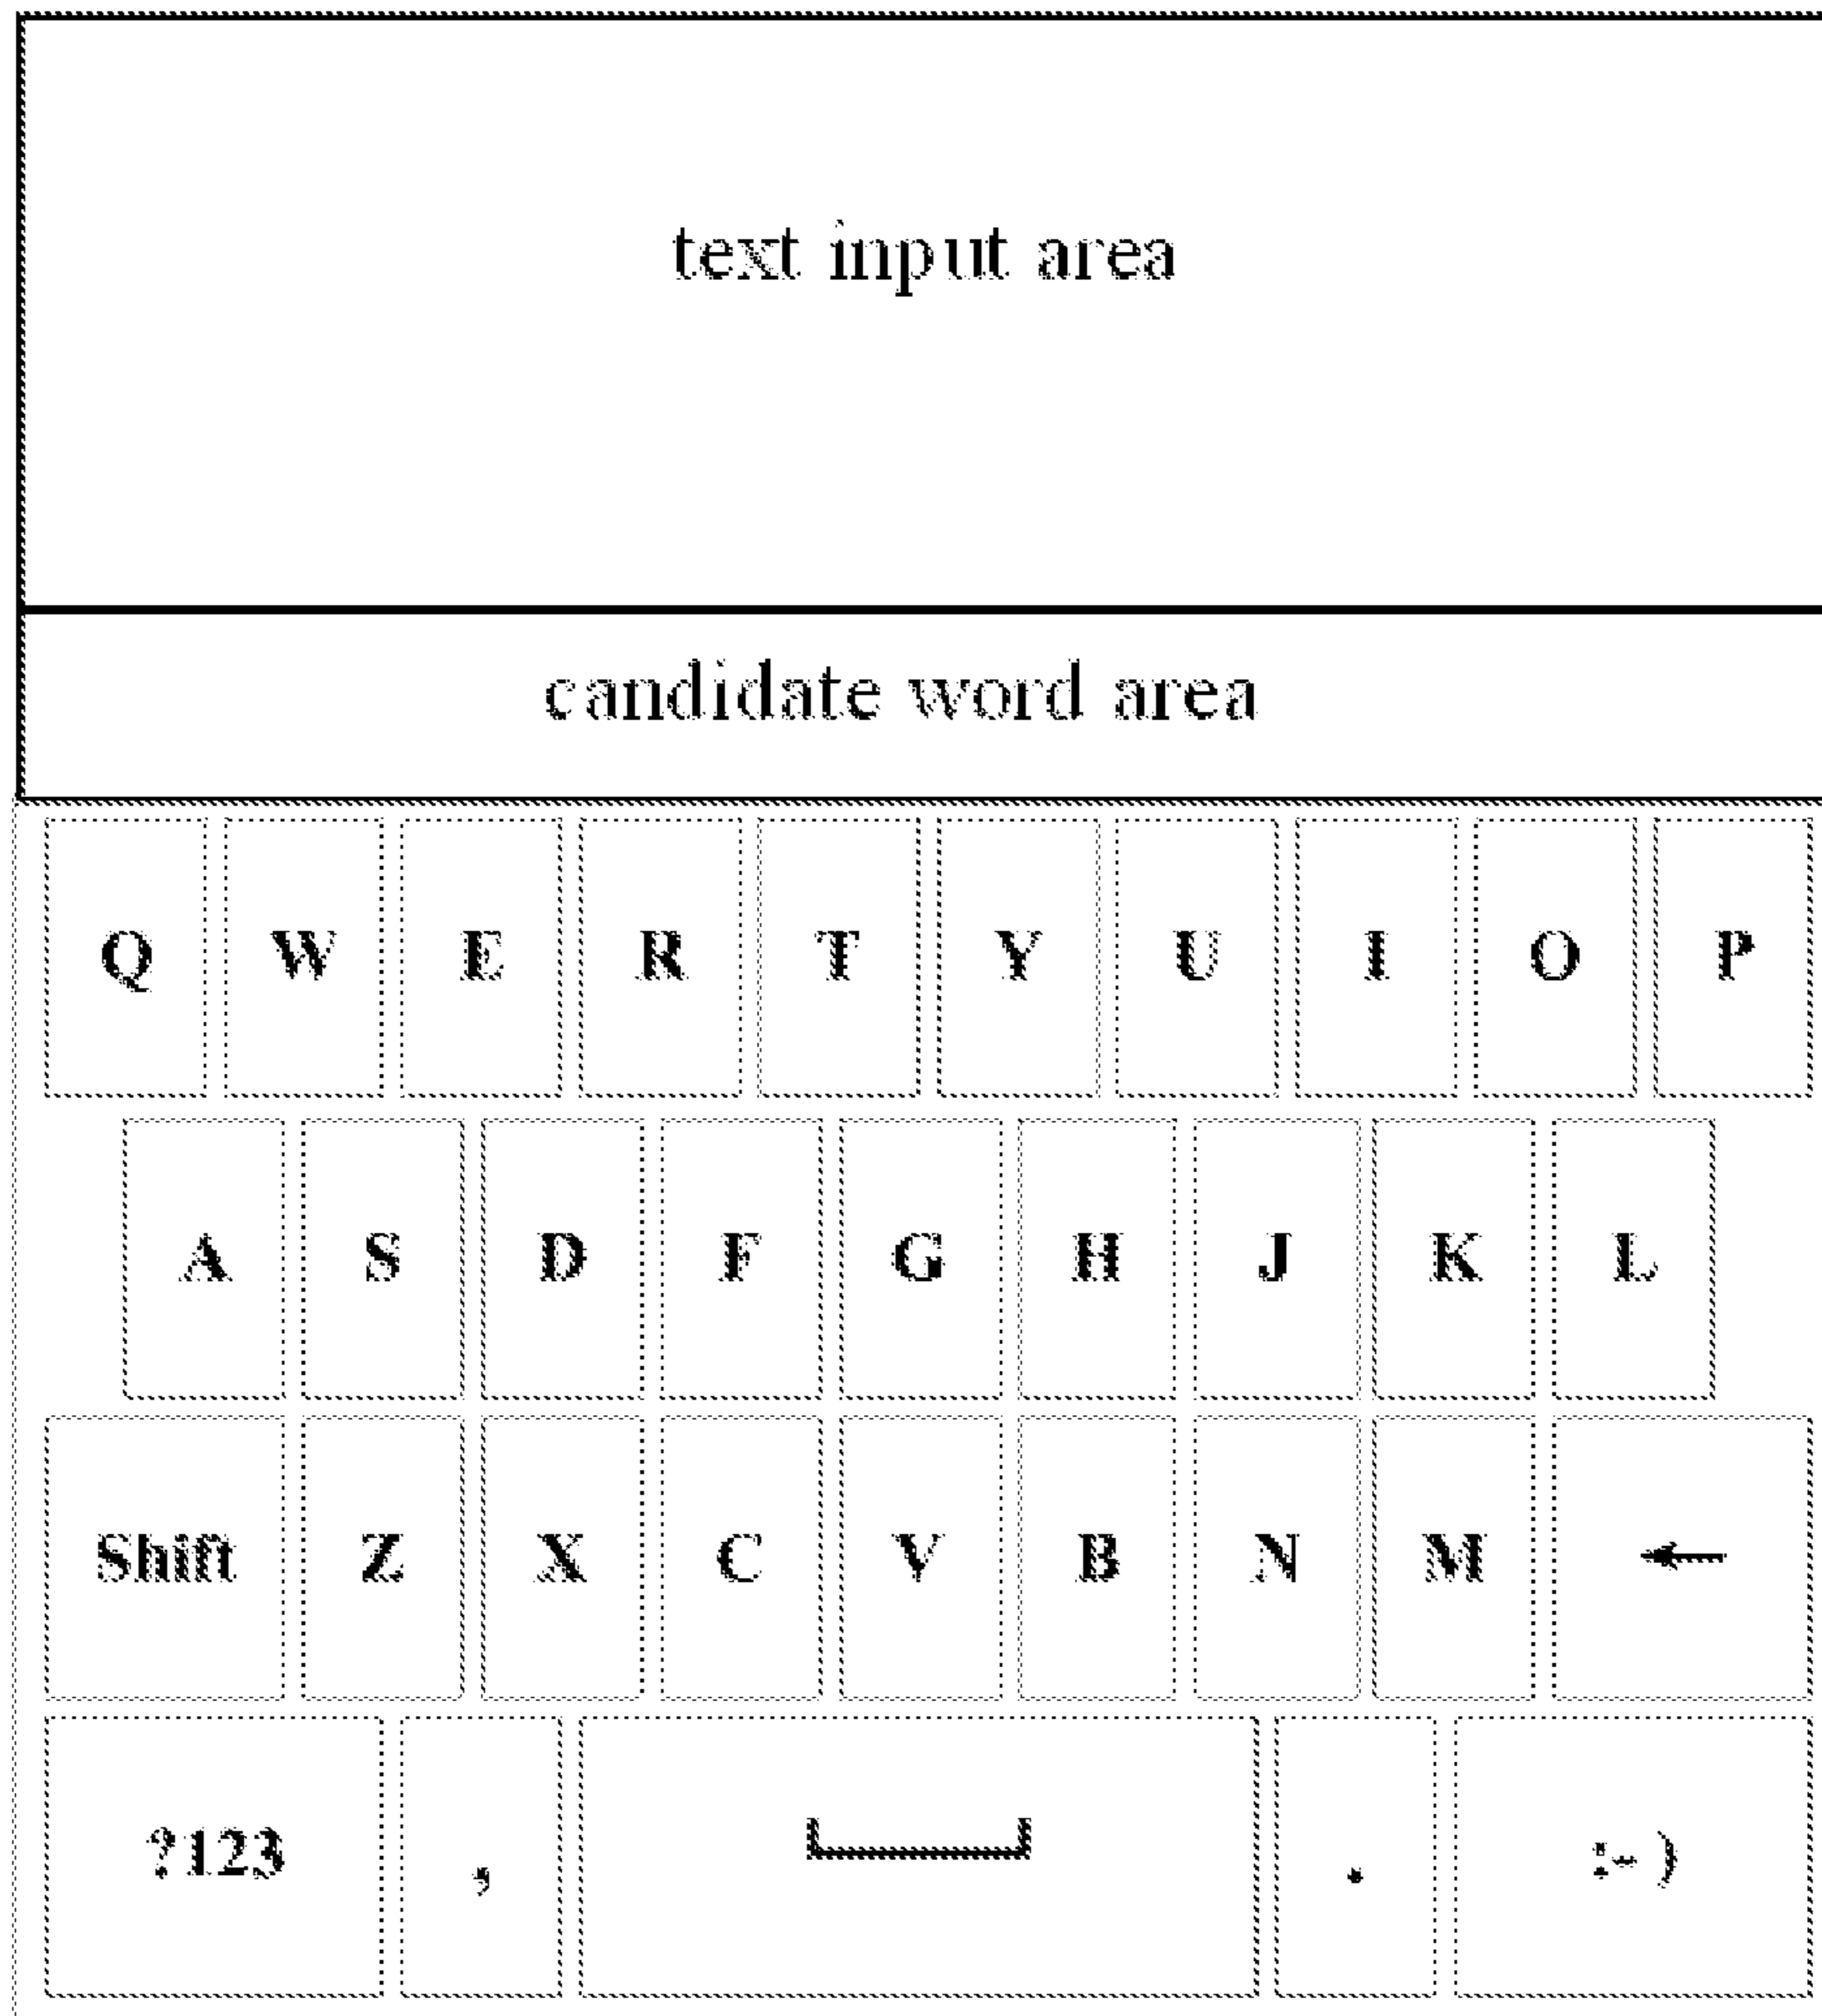 text input area
candidate word area
Q W E R T Y U I O P
A S D F G H J K L
Shift Z X C V B N M ←
?123 , . :-)